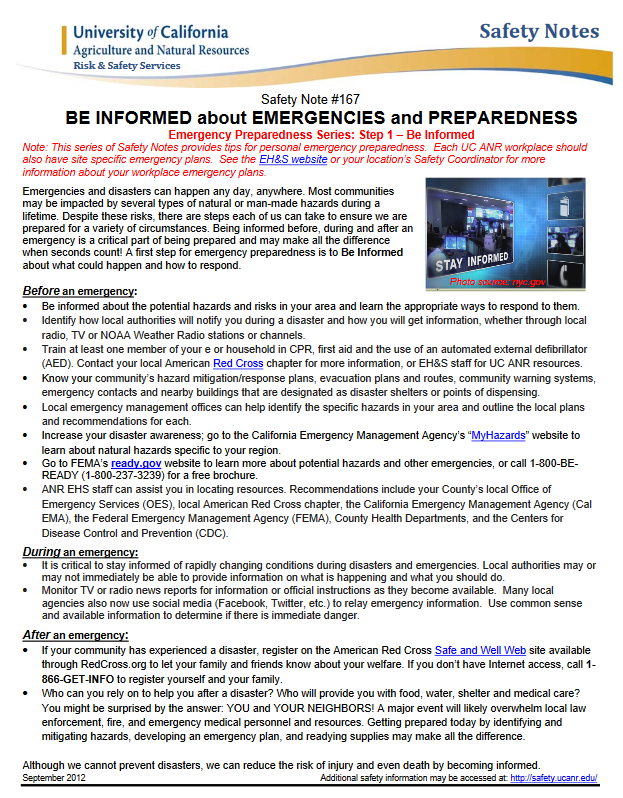 University of California
Agriculture and Natural Resources
Risk & Safety Services
Safety Notes
Safety Note #167
BE INFORMED about EMERGENCIES and PREPAREDNESS
Emergency Preparedness Series: Step 1 – Be Informed
Note: This series of Safety Notes provides tips for personal emergency preparedness. Each UC ANR workplace should
also have site specific emergency plans. See the EH&S website or your location's Safety Coordinator for more
information about your workplace emergency plans.
Emergencies and disasters can happen any day, anywhere. Most communities
may be impacted by several types of natural or man-made hazards during a
lifetime. Despite these risks, there are steps each of us can take to ensure we are
prepared for a variety of circumstances. Being informed before, during and after an
emergency is a critical part of being prepared and may make all the difference
when seconds count! A first step for emergency preparedness is to Be Informed
about what could happen and how to respond.
STAY INFORMED
Photo source: nyc.gov
Before an emergency:
• Be informed about the potential hazards and risks in your area and learn the appropriate ways to respond to them.
• Identify how local authorities will notify you during a disaster and how you will get information, whether through local
radio, TV or NOAA Weather Radio stations or channels.
• Train at least one member of your e or household in CPR, first aid and the use of an automated external defibrillator
(AED). Contact your local American Red Cross chapter for more information, or EH&S staff for UC ANR resources.
• Know your community's hazard mitigation/response plans, evacuation plans and routes, community warning systems,
emergency contacts and nearby buildings that are designated as disaster shelters or points of dispensing.
• Local emergency management offices can help identify the specific hazards in your area and outline the local plans
and recommendations for each.
• Increase your disaster awareness; go to the California Emergency Management Agency's "MyHazards" website to
learn about natural hazards specific to your region.
• Go to FEMA's ready.gov website to learn more about potential hazards and other emergencies, or call 1-800-BE-
READY (1-800-237-3239) for a free brochure.
• ANR EHS staff can assist you in locating resources. Recommendations include your County's local Office of
Emergency Services (OES), local American Red Cross chapter, the California Emergency Management Agency (Cal
EMA), the Federal Emergency Management Agency (FEMA), County Health Departments, and the Centers for
Disease Control and Prevention (CDC).
During an emergency:
• It is critical to stay informed of rapidly changing conditions during disasters and emergencies. Local authorities may or
may not immediately be able to provide information on what is happening and what you should do.
• Monitor TV or radio news reports for information or official instructions as they become available. Many local
agencies also now use social media (Facebook, Twitter, etc.) to relay emergency information. Use common sense
and available information to determine if there is immediate danger.
After an emergency:
• If your community has experienced a disaster, register on the American Red Cross Safe and Well Web site available
through RedCross.org to let your family and friends know about your welfare. If you don't have Internet access, call 1-
866-GET-INFO to register yourself and your family.
• Who can you rely on to help you after a disaster? Who will provide you with food, water, shelter and medical care?
You might be surprised by the answer: YOU and YOUR NEIGHBORS! A major event will likely overwhelm local law
enforcement, fire, and emergency medical personnel and resources. Getting prepared today by identifying and
mitigating hazards, developing an emergency plan, and readying supplies may make all the difference.
Although we cannot prevent disasters, we can reduce the risk of injury and even death by becoming informed.
September 2012
Additional safety information may be accessed at: http://safety.ucanr.edu/